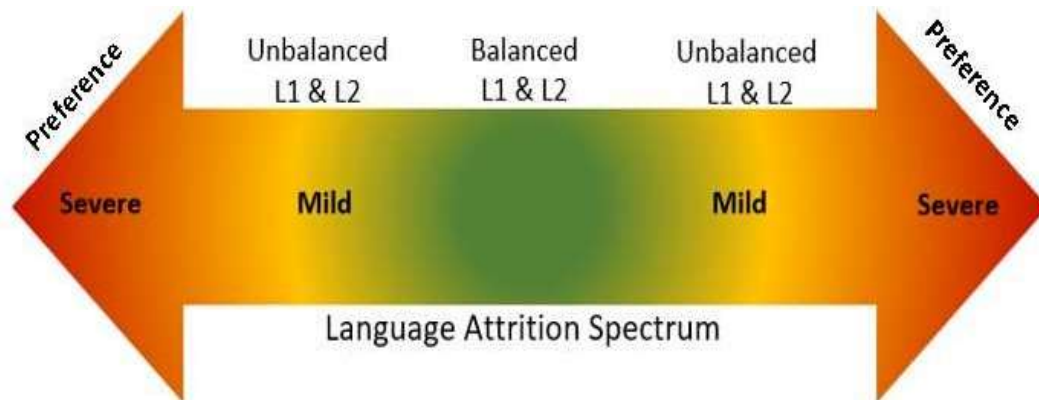 Preference
Unbalanced
L1 & L2
Balanced
L1 & L2
Unbalanced
L1 & L2
Preference
Severe
Mild
Mild
Severe
Language Attrition Spectrum